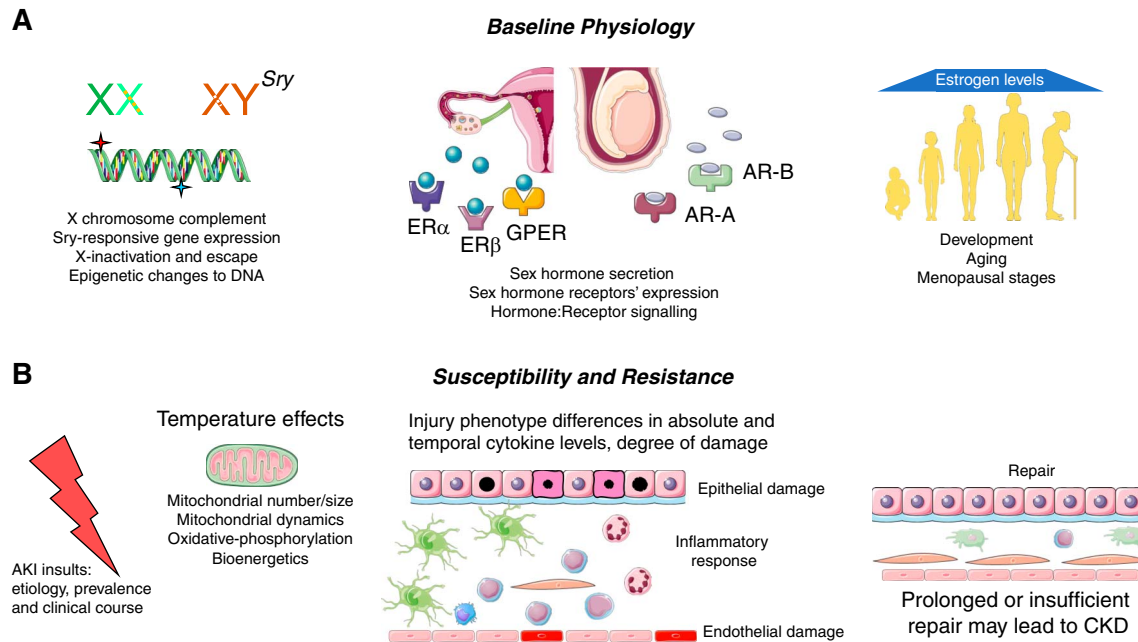 A
Baseline Physiology
XX
XY Sry
X chromosome complement
Sry-responsive gene expression
X-inactivation and escape
Epigenetic changes to DNA
ERα
ERβ
GPER
AR-A
AR-B
Sex hormone secretion
Sex hormone receptors’ expression
Hormone:Receptor signalling
Estrogen levels
Development
Aging
Menopausal stages
B
Susceptibility and Resistance
AKI insults:
etiology, prevalence
and clinical course
Temperature effects
Mitochondrial number/size
Mitochondrial dynamics
Oxidative-phosphorylation
Bioenergetics
Injury phenotype differences in absolute and
temporal cytokine levels, degree of damage
Epithelial damage
Inflammatory
response
Endothelial damage
Repair
Prolonged or insufficient
repair may lead to CKD